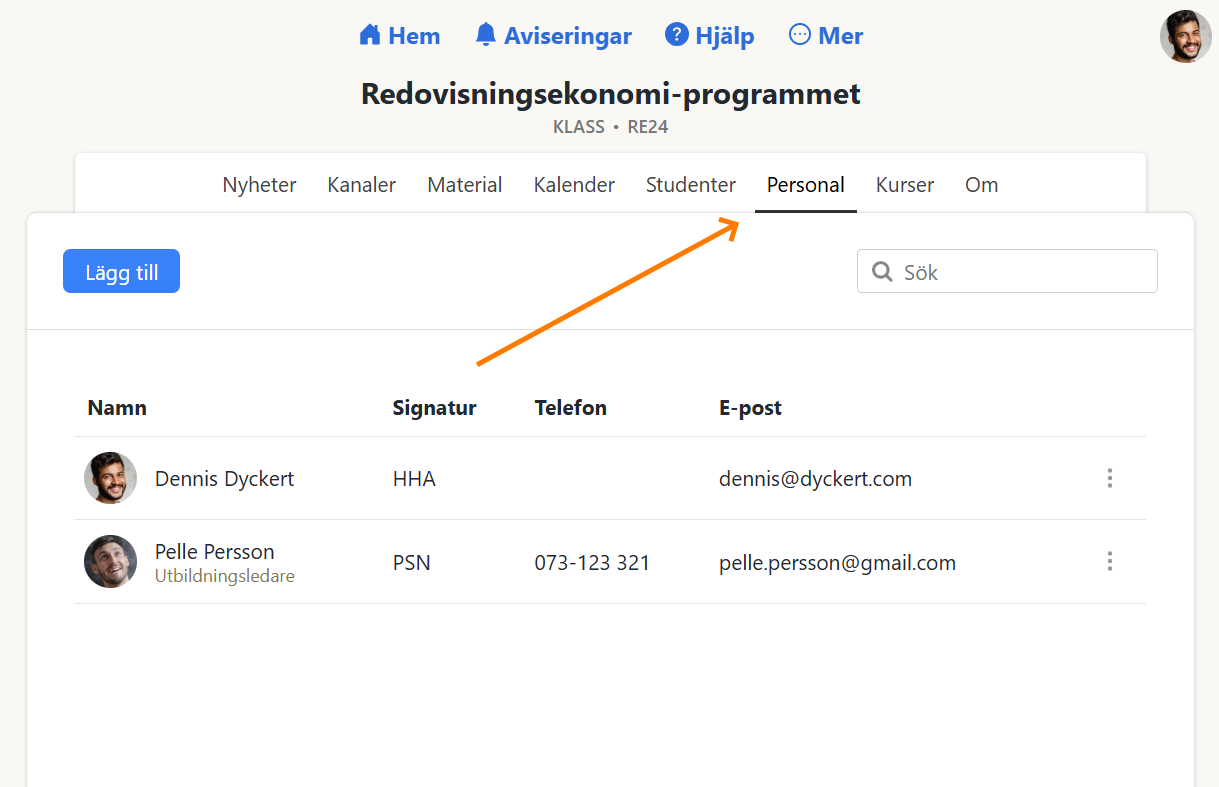 Hem Aviseringar Hjälp Mer
Redovisningsekonomi-programmet
KLASS • RE24
Nyheter Kanaler Material Kalender Studenter Personal Kurser Om
Lägg till Sök
Namn Signatur Telefon E-post
Dennis Dyckert HHA dennis@dyckert.com
Pelle Persson PSN 073-123 321 pelle.persson@gmail.com
Utbildningsledare